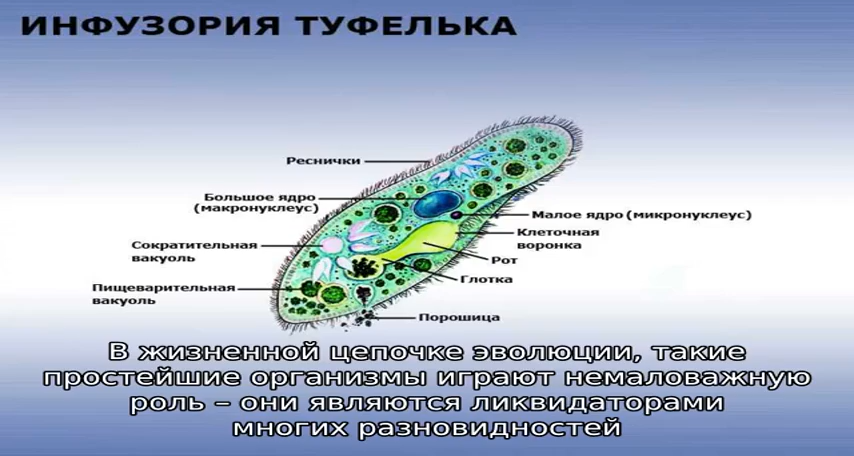 ИНФУЗОРИЯ ТУФЕЛЬКА
Реснички
Большое ядро
(макронуклеус)
Малое ядро (микронуклеус)
Клеточная
воронка
Сократительная
вакуоль
Рот
Глотка
Пищеварительная
вакуоль
Порошица
В жизненной цепочке эволюции, такие
простейшие организмы играют немаловажную
роль – они являются ликвидаторами
многих разновидностей